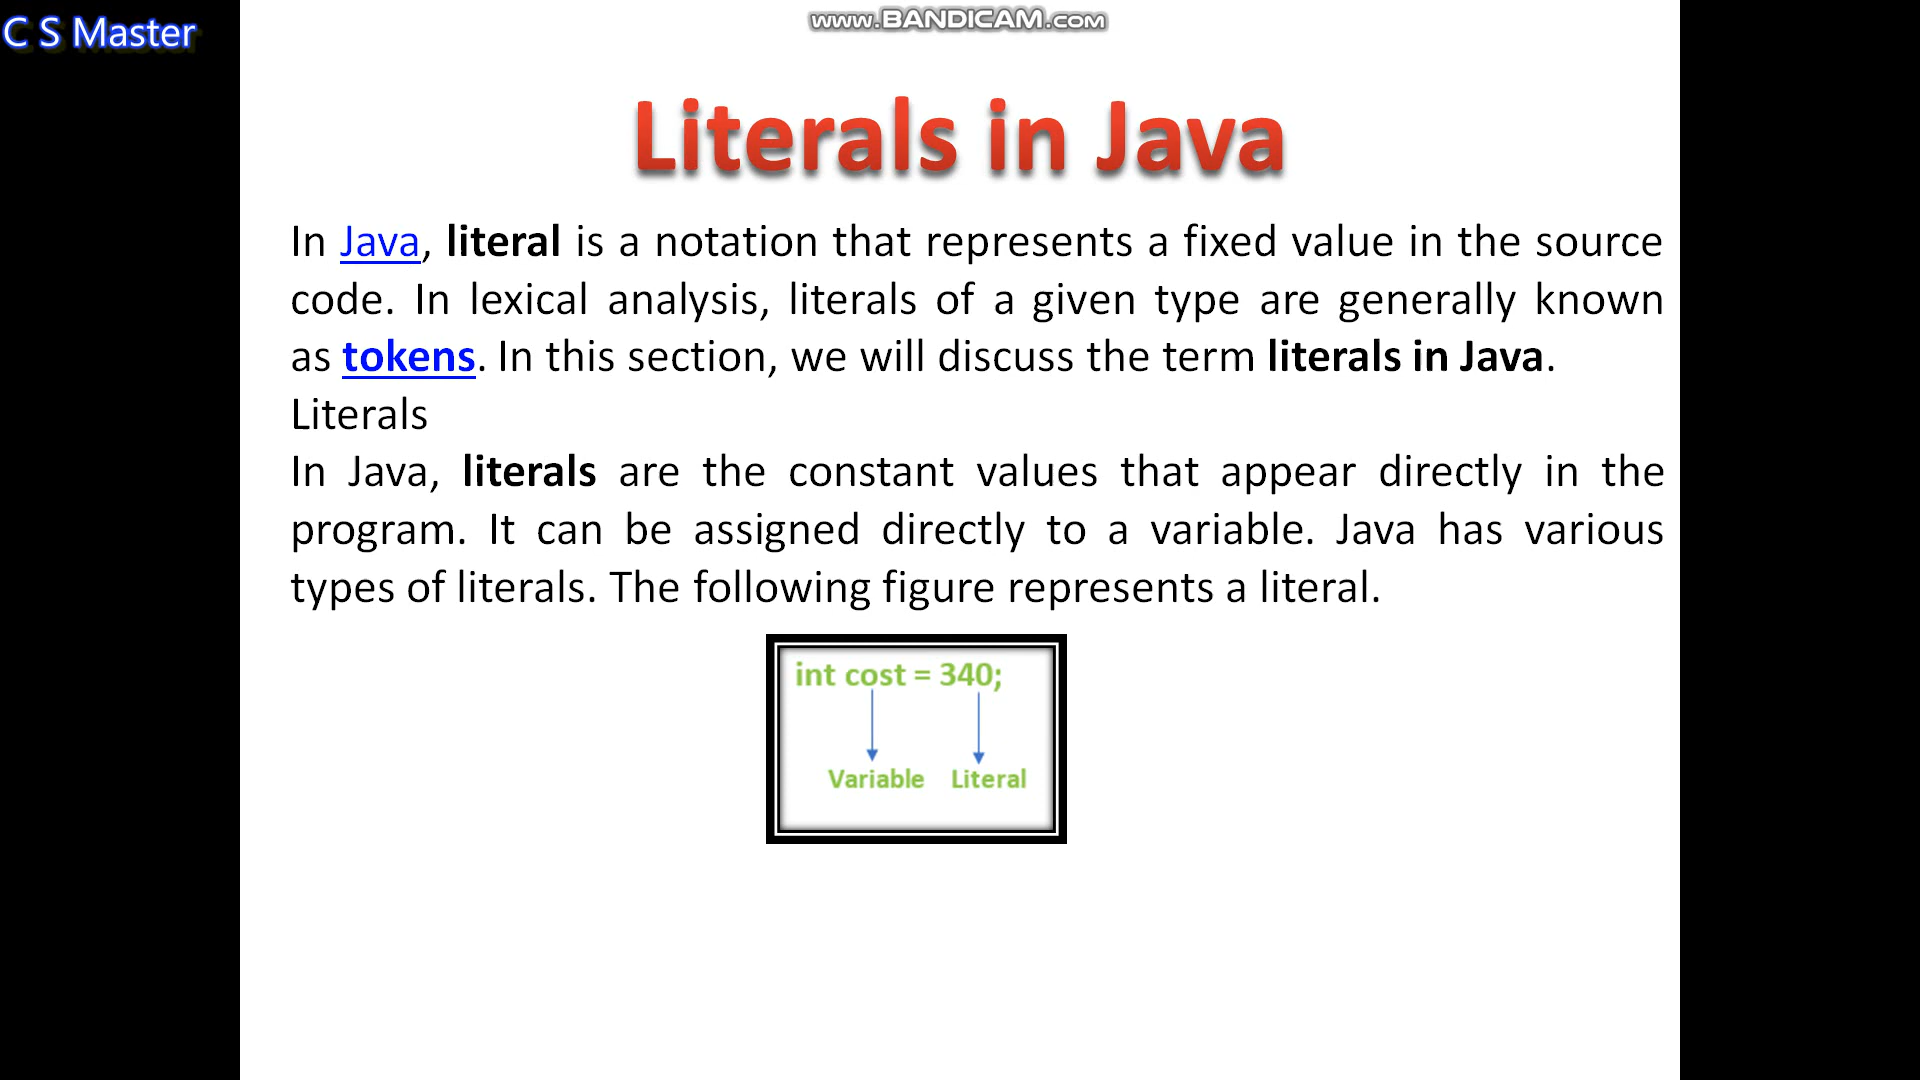 C S Master
www.BANDICAM.com
Literals in Java
In Java, literal is a notation that represents a fixed value in the source
code. In lexical analysis, literals of a given type are generally known
as tokens. In this section, we will discuss the term literals in Java.
Literals
In Java, literals are the constant values that appear directly in the
program. It can be assigned directly to a variable. Java has various
types of literals. The following figure represents a literal.
int cost = 340;
Variable Literal